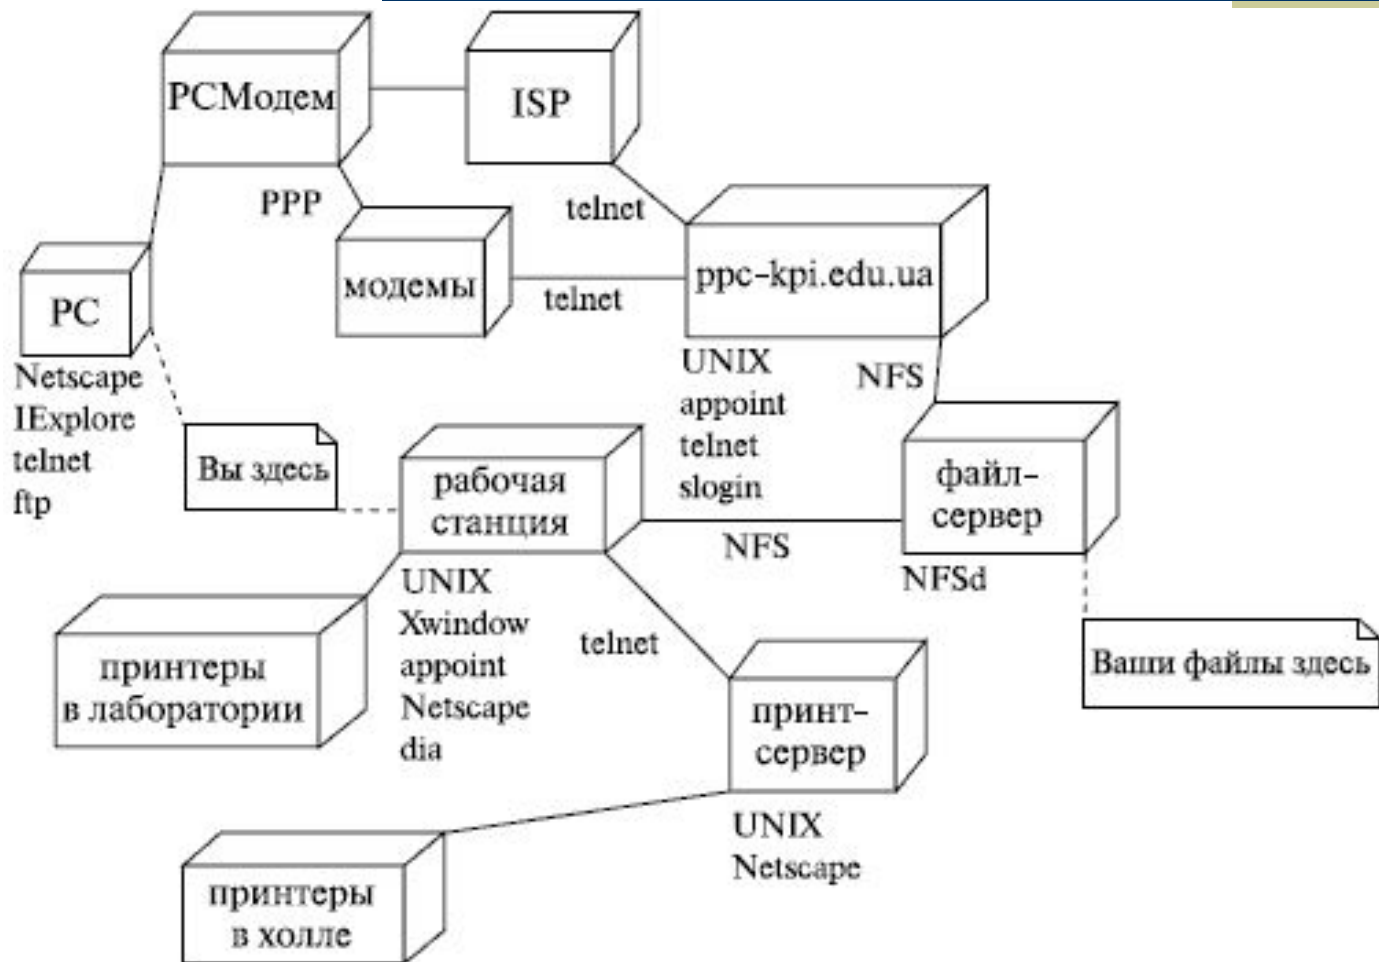 РСМодем
ISP
PPP
telnet
PC
модемы
telnet
ppc-kpi.edu.ua
Netscape
IExplore
telnet
ftp
Вы здесь
UNIX
appoint
telnet
slogin
NFS
рабочая
станция
NFS
файл-
сервер
NFSd
UNIX
Xwindow
appoint
Netscape
dia
telnet
Ваши файлы здесь
принтеры
в лаборатории
принт-
сервер
UNIX
Netscape
принтеры
в холле